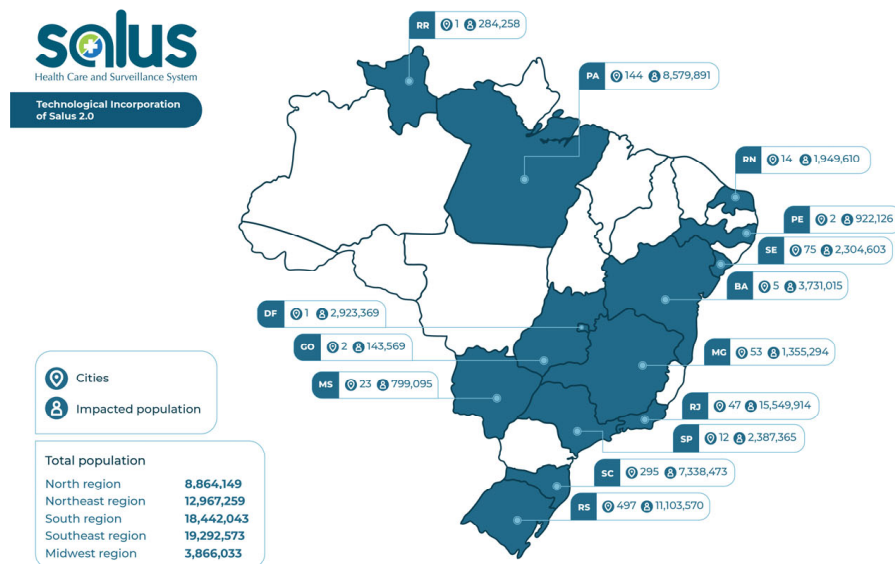 salus
Health Care and Surveillance System
Technological Incorporation
of Salus 2.0
RR 1 284,258
PA 144 8,579,891
RN 14 1,949,610
PE 2 922,126
SE 75 2,304,603
BA 5 3,731,015
DF 1 2,923,369
GO 2 143,569
MG 53 1,355,294
MS 23 799,095
RJ 47 15,549,914
SP 12 2,387,365
SC 295 7,338,473
RS 497 11,103,570
Cities
Impacted population
Total population
North region 8,864,149
Northeast region 12,967,259
South region 18,442,043
Southeast region 19,292,573
Midwest region 3,866,033